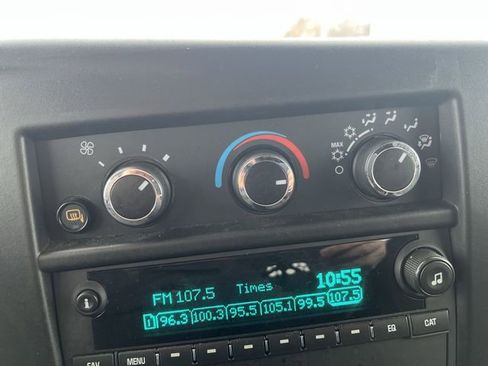 MAX
FM 107.5 Times 10:55
1 96.3 100.3 95.5 105.1 99.5 107.5
i
FAV MENU EQ CAT